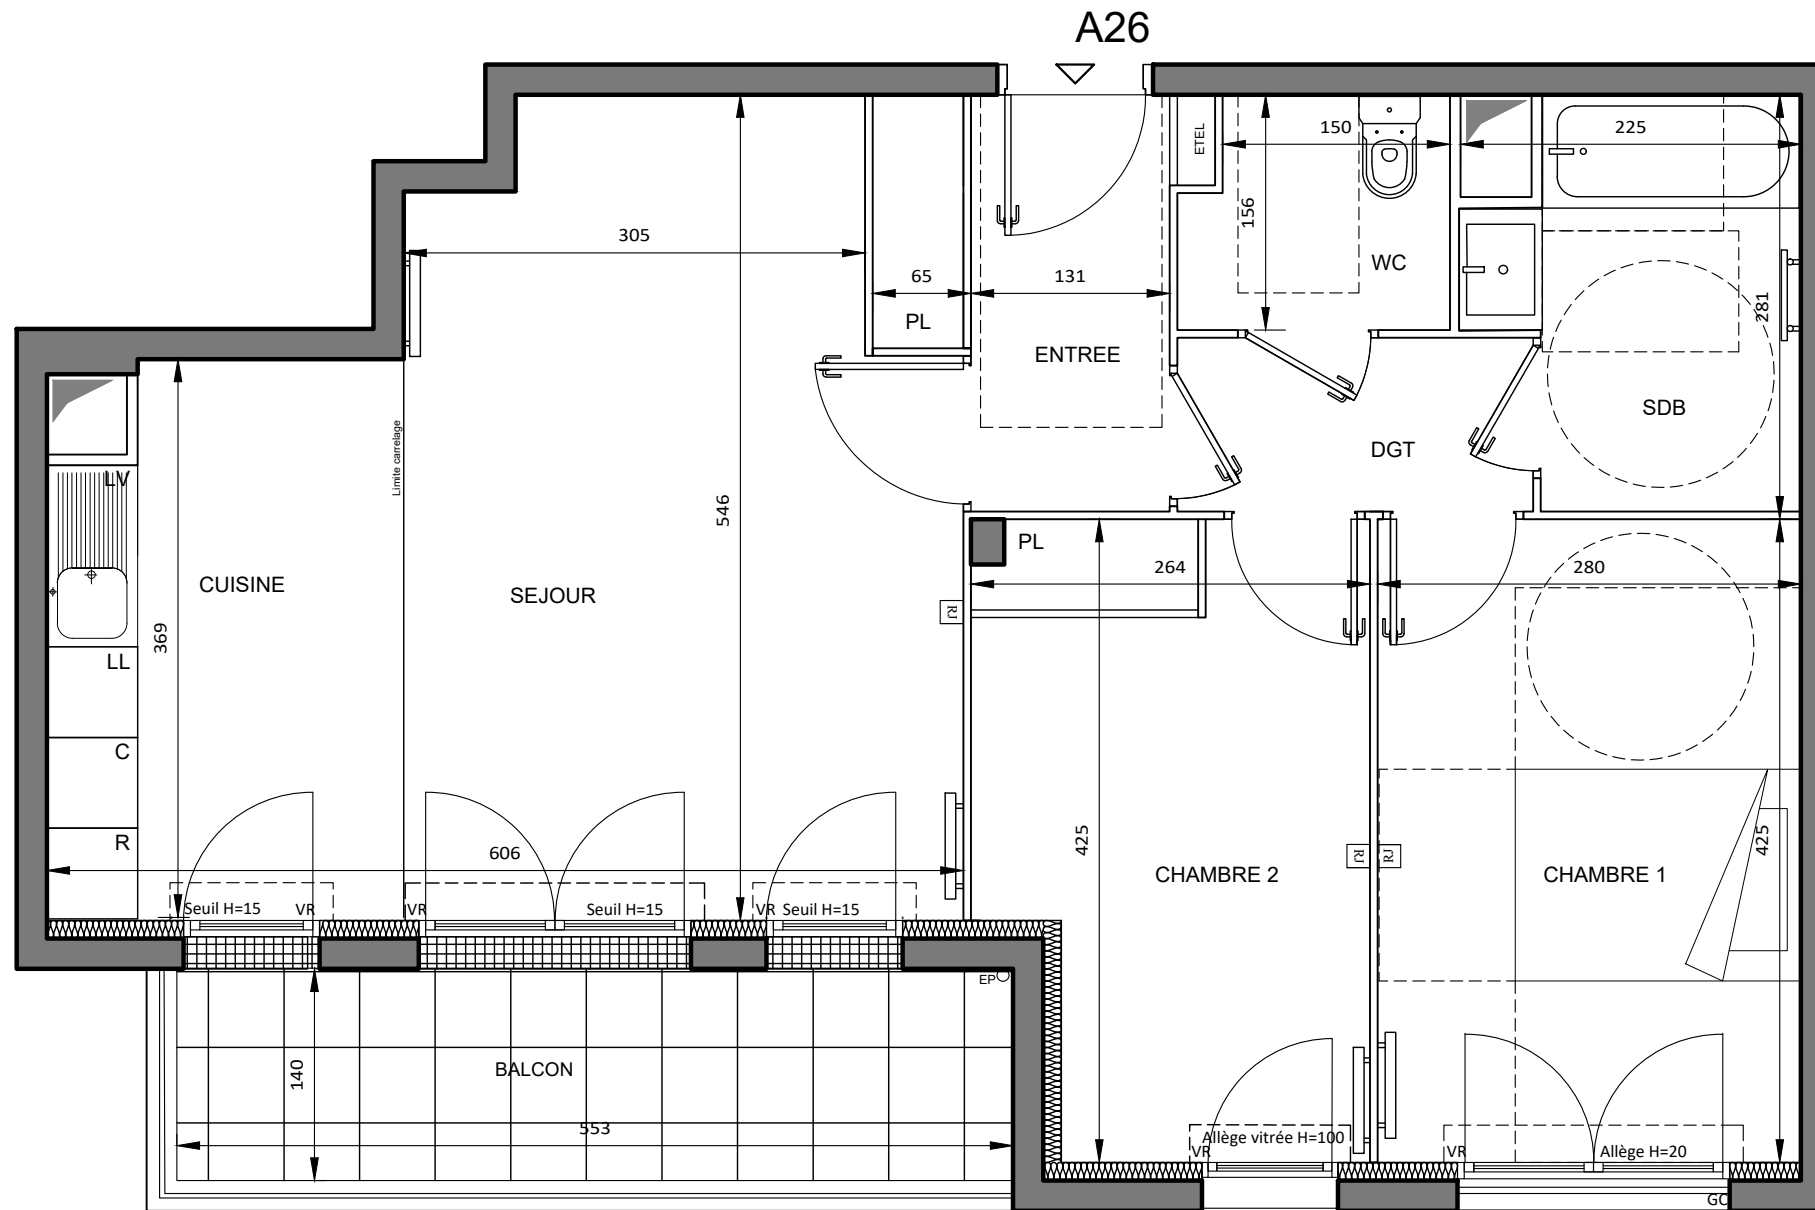 A26
ETEL
150
225
156
305
WC
65
131
281
PL
ENTREE
SDB
Limite carrelage
DGT
LV
546
PL
264
280
CUISINE
SEJOUR
RJ
369
LL
C
R
606
425
425
RJ
RJ
CHAMBRE 2
CHAMBRE 1
Seuil H=15
VR
VR
Seuil H=15
VR
Seuil H=15
EP
BALCON
140
553
Allège vitrée H=100
VR
VR
Allège H=20
GC